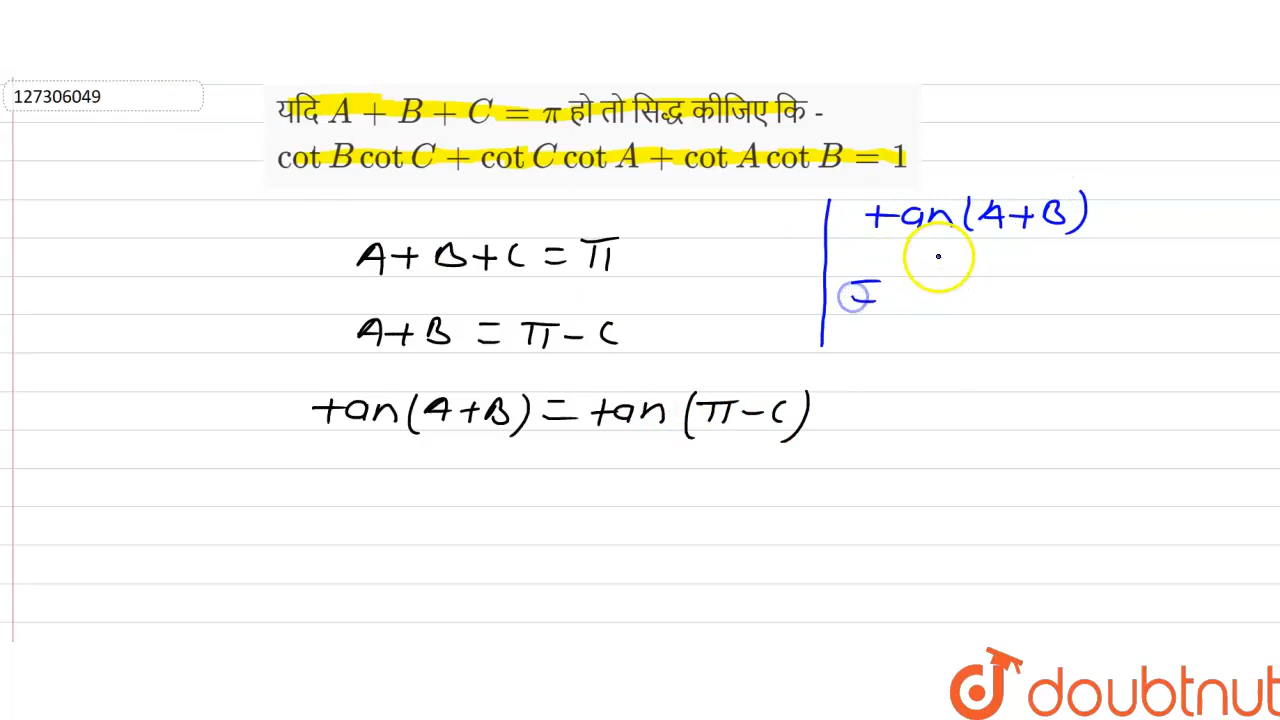 127306049
यदि A + B + C = π हो तो सिद्ध कीजिए कि -
cot B cot C + cot C cot A + cot A cot B = 1
tan(A+B)
=
A+B+C = π
A+B = π-C
tan(A+B) = tan(π-C)
doubtnut